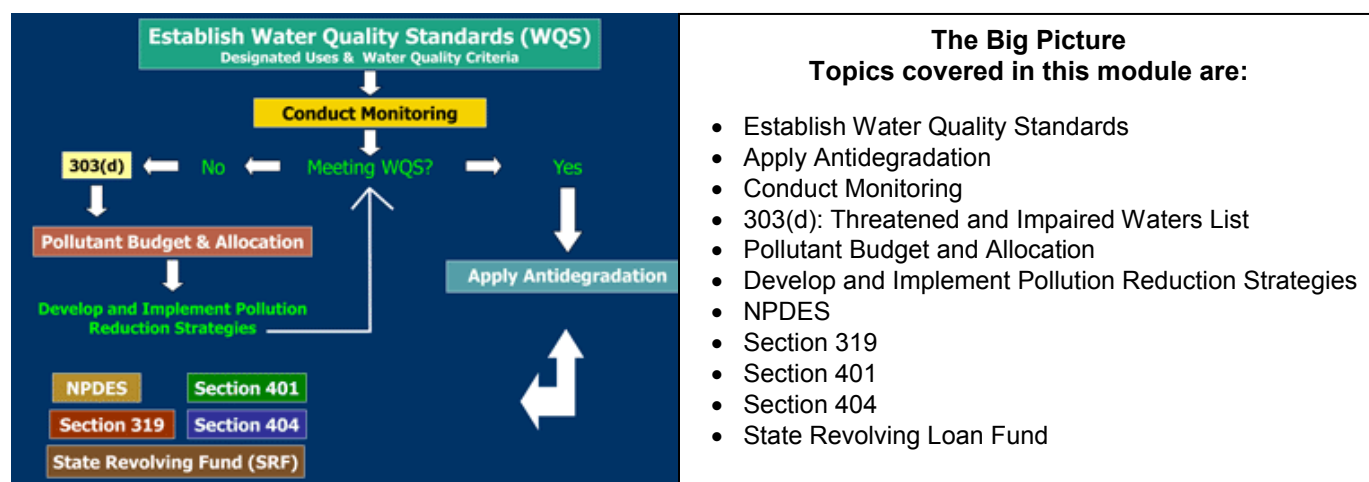 Establish Water Quality Standards (WQS)
Designated Uses & Water Quality Criteria
Conduct Monitoring
303(d)
No
Meeting WQS?
Yes
Pollutant Budget & Allocation
Apply Antidegradation
Develop and Implement Pollution
Reduction Strategies
NPDES
Section 401
Section 319
Section 404
State Revolving Fund (SRF)
The Big Picture
Topics covered in this module are:
• Establish Water Quality Standards
• Apply Antidegradation
• Conduct Monitoring
• 303(d): Threatened and Impaired Waters List
• Pollutant Budget and Allocation
• Develop and Implement Pollution Reduction Strategies
• NPDES
• Section 319
• Section 401
• Section 404
• State Revolving Loan Fund